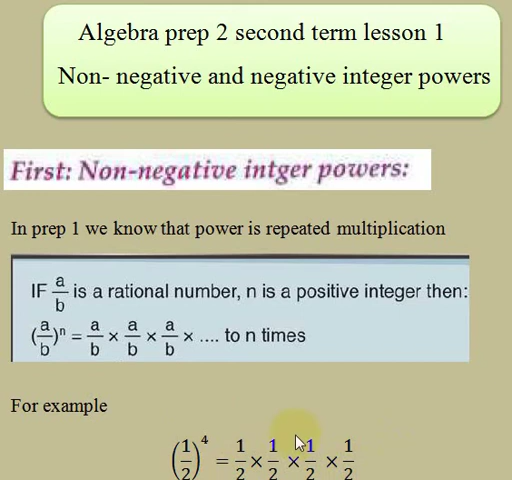 Algebra prep 2 second term lesson 1
Non- negative and negative integer powers
First: Non-negative intger powers:
In prep 1 we know that power is repeated multiplication
IF a/b is a rational number, n is a positive integer then:
(a/b)ⁿ = a/b × a/b × a/b × .... to n times
For example
(1/2)⁴ = 1/2 × 1/2 × 1/2 × 1/2